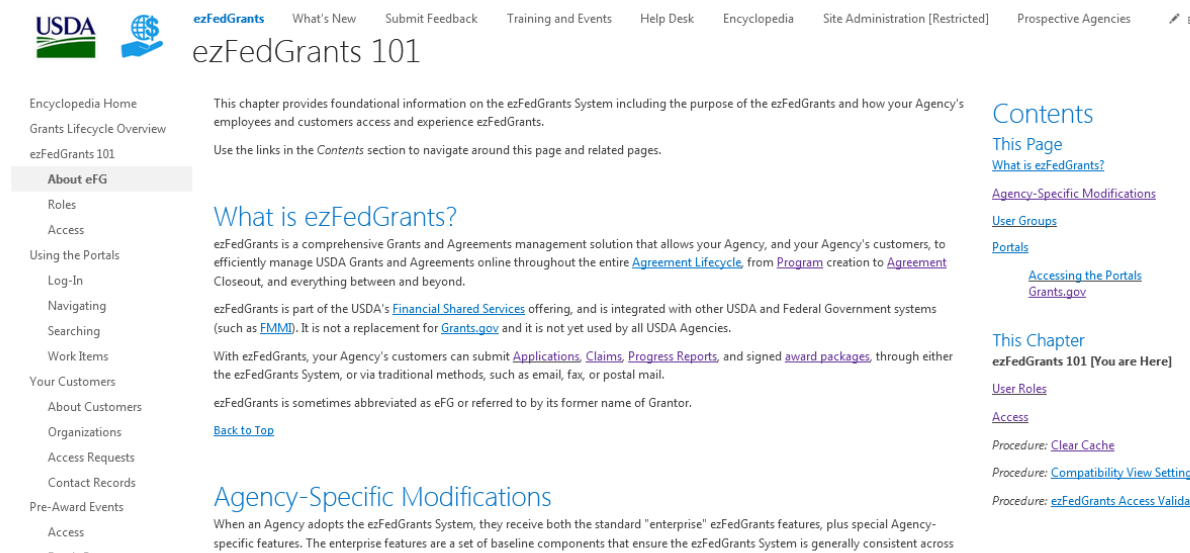 USDA
ezFedGrants What's New Submit Feedback Training and Events Help Desk Encyclopedia Site Administration [Restricted] Prospective Agencies
ezFedGrants 101
Encyclopedia Home
Grants Lifecycle Overview
ezFedGrants 101
About eFG
Roles
Access
Using the Portals
Log-In
Navigating
Searching
Work Items
Your Customers
About Customers
Organizations
Access Requests
Contact Records
Pre-Award Events
Access
This chapter provides foundational information on the ezFedGrants System including the purpose of the ezFedGrants and how your Agency's
employees and customers access and experience ezFedGrants.
Use the links in the Contents section to navigate around this page and related pages.
What is ezFedGrants?
ezFedGrants is a comprehensive Grants and Agreements management solution that allows your Agency, and your Agency's customers, to
efficiently manage USDA Grants and Agreements online throughout the entire Agreement Lifecycle, from Program creation to Agreement
Closeout, and everything between and beyond.
ezFedGrants is part of the USDA's Financial Shared Services offering, and is integrated with other USDA and Federal Government systems
(such as FMMI). It is not a replacement for Grants.gov and it is not yet used by all USDA Agencies.
With ezFedGrants, your Agency's customers can submit Applications, Claims, Progress Reports, and signed award packages, through either
the ezFedGrants System, or via traditional methods, such as email, fax, or postal mail.
ezFedGrants is sometimes abbreviated as eFG or referred to by its former name of Grantor.
Back to Top
Agency-Specific Modifications
When an Agency adopts the ezFedGrants System, they receive both the standard "enterprise" ezFedGrants features, plus special Agency-
specific features. The enterprise features are a set of baseline components that ensure the ezFedGrants System is generally consistent across
Contents
This Page
What is ezFedGrants?
Agency-Specific Modifications
User Groups
Portals
Accessing the Portals
Grants.gov
This Chapter
ezFedGrants 101 [You are Here]
User Roles
Access
Procedure: Clear Cache
Procedure: Compatibility View Setting
Procedure: ezFedGrants Access Valida